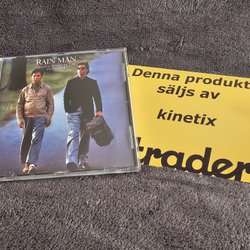 RAIN MAN
Denna produkt
säljs av
kinetix
trader